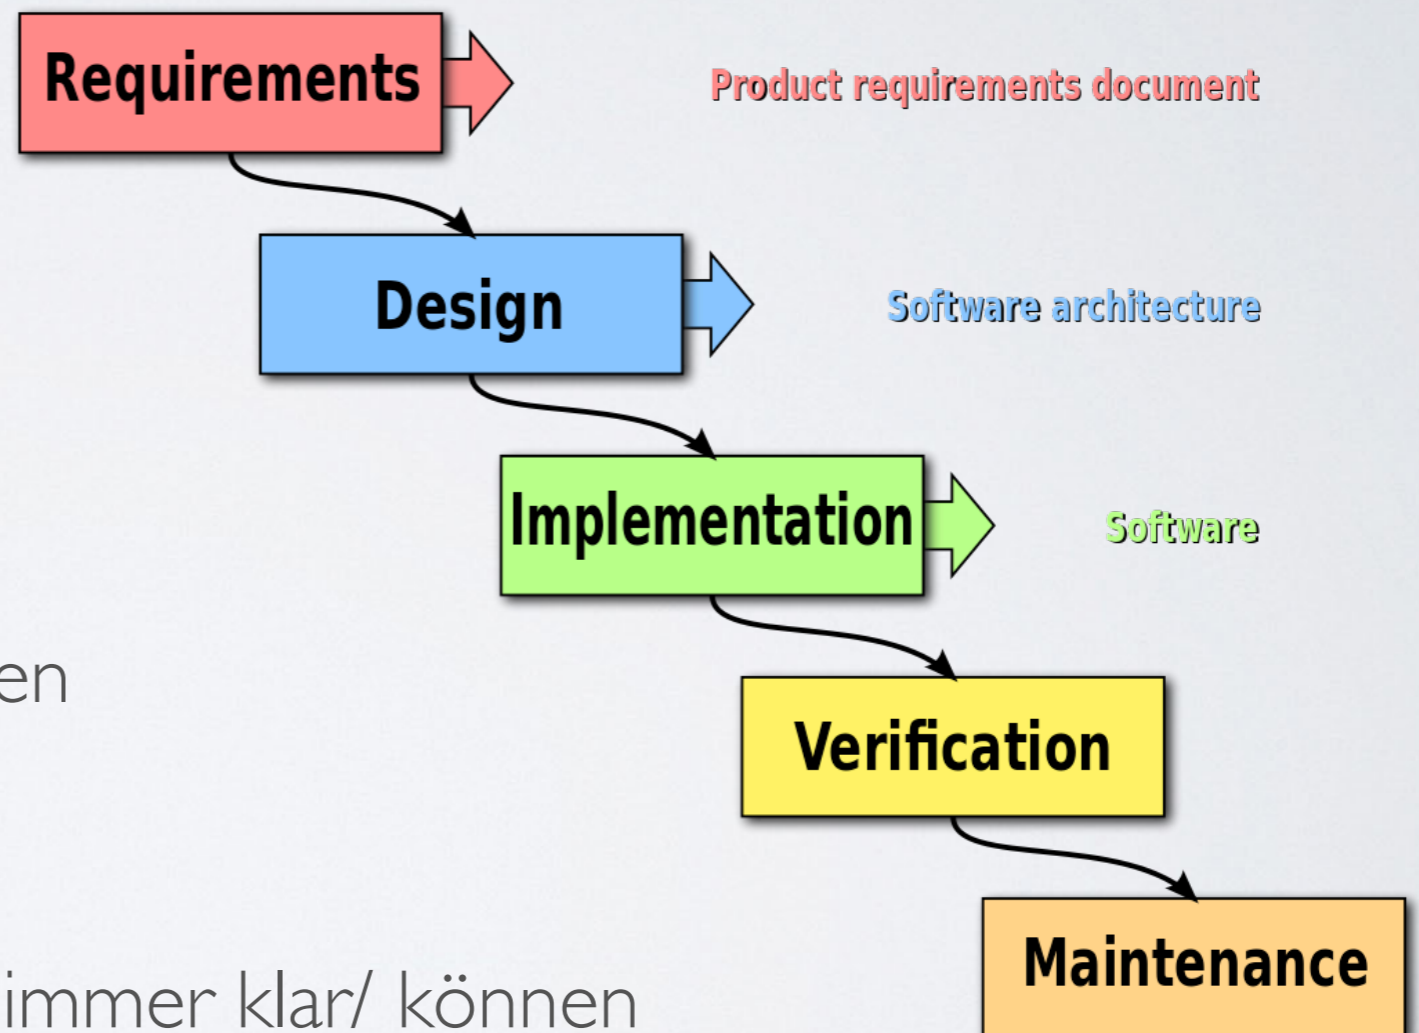 Requirements
Product requirements document
Design
Software architecture
Implementation
Software
en
Verification
Maintenance
immer klar/ können